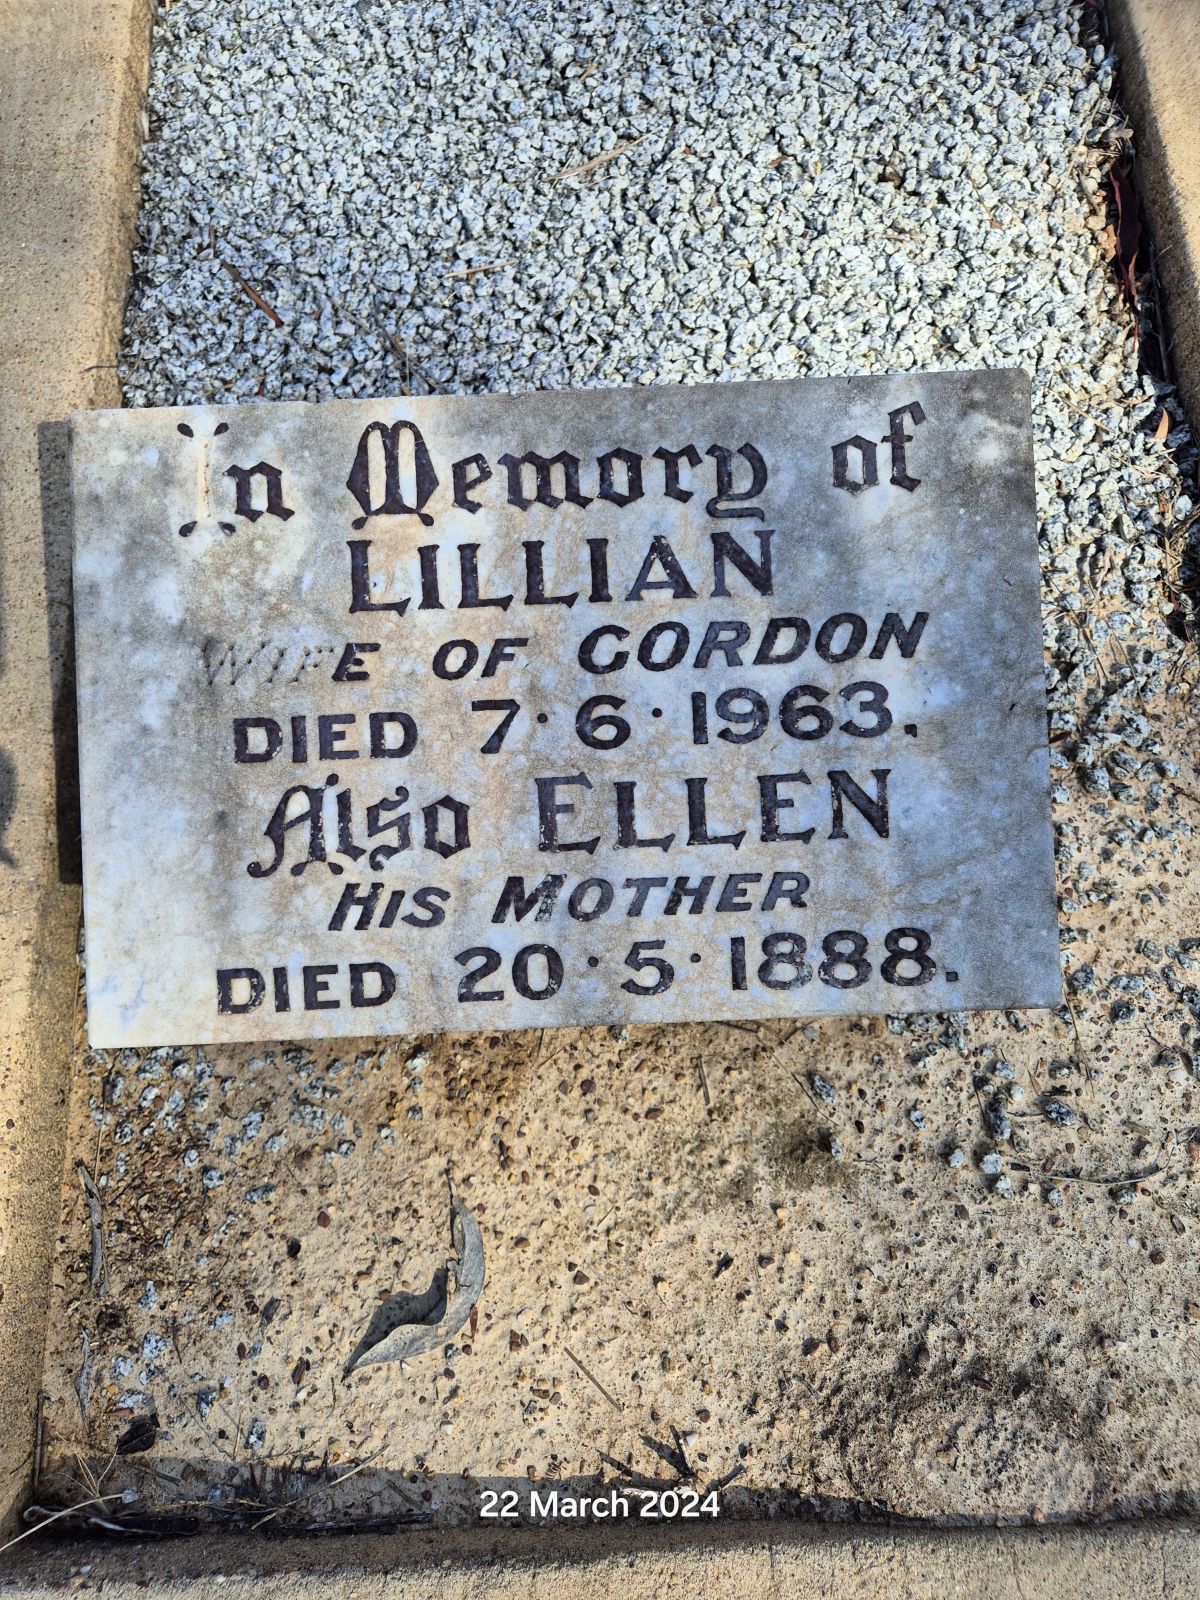 In Memory of
LILLIAN
WIFE OF GORDON
DIED 7·6·1963.
Also ELLEN
HIS MOTHER
DIED 20·5·1888.
22 March 2024